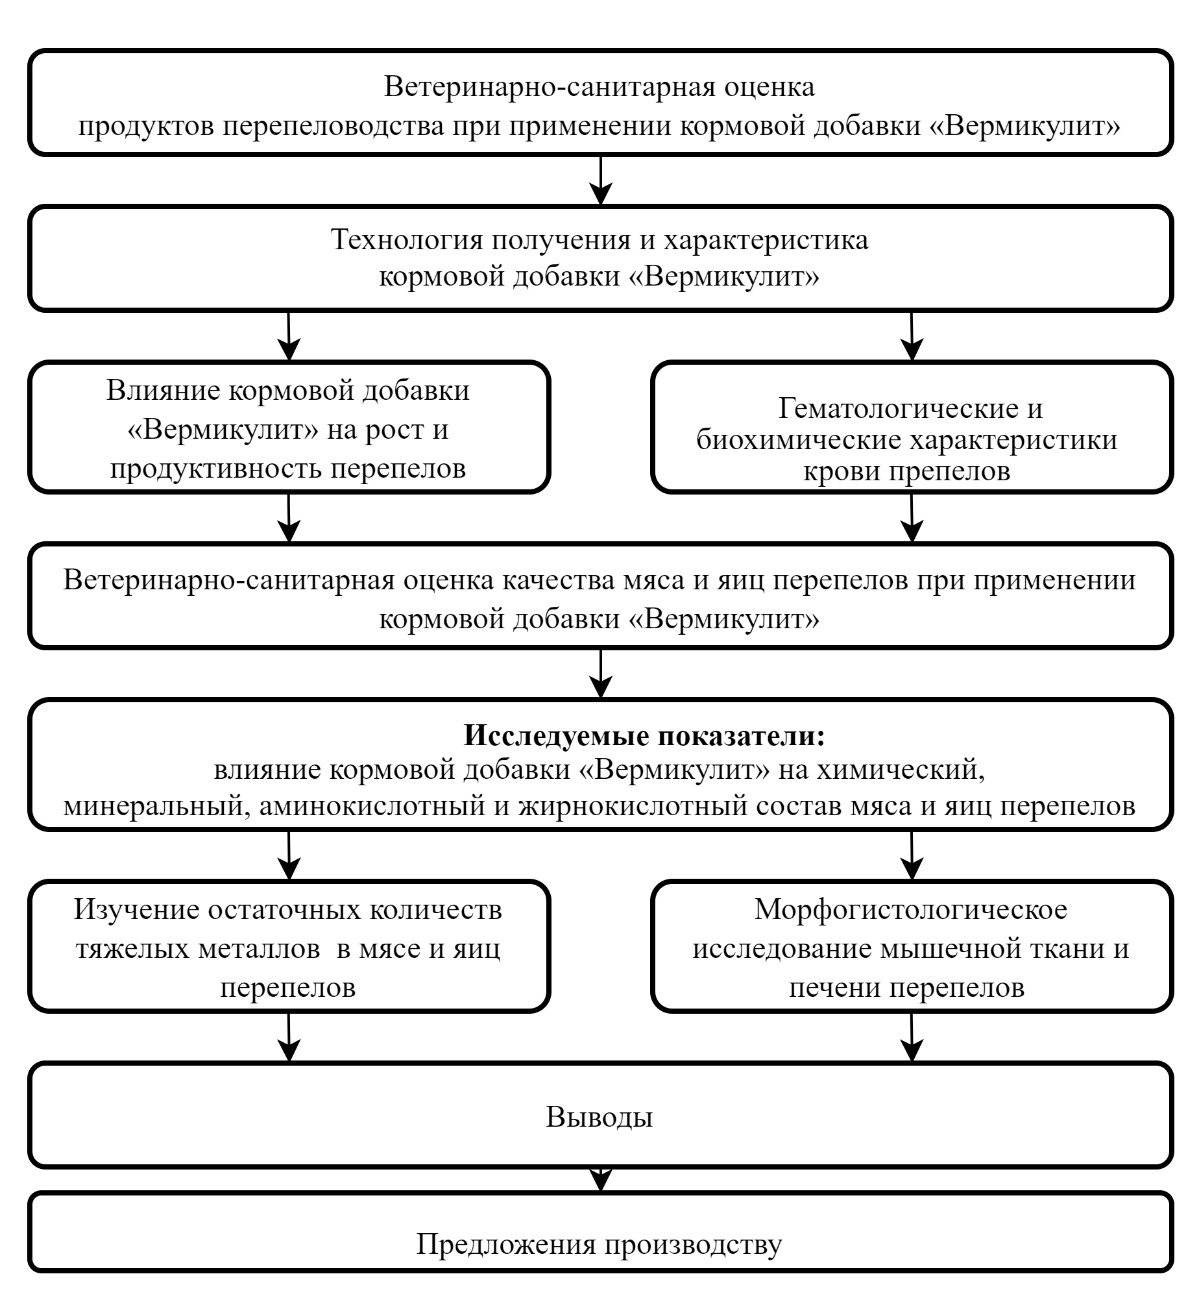 Ветеринарно-санитарная оценка
продуктов перепеловодства при применении кормовой добавки «Вермикулит»
Технология получения и характеристика
кормовой добавки «Вермикулит»
Влияние кормовой добавки
«Вермикулит» на рост и
продуктивность перепелов
Гематологические и
биохимические характеристики
крови препелов
Ветеринарно-санитарная оценка качества мяса и яиц перепелов при применении
кормовой добавки «Вермикулит»
Исследуемые показатели:
влияние кормовой добавки «Вермикулит» на химический,
минеральный, аминокислотный и жирнокислотный состав мяса и яиц перепелов
Изучение остаточных количеств
тяжелых металлов  в мясе и яиц
перепелов
Морфогистологическое
исследование мышечной ткани и
печени перепелов
Выводы
Предложения производству